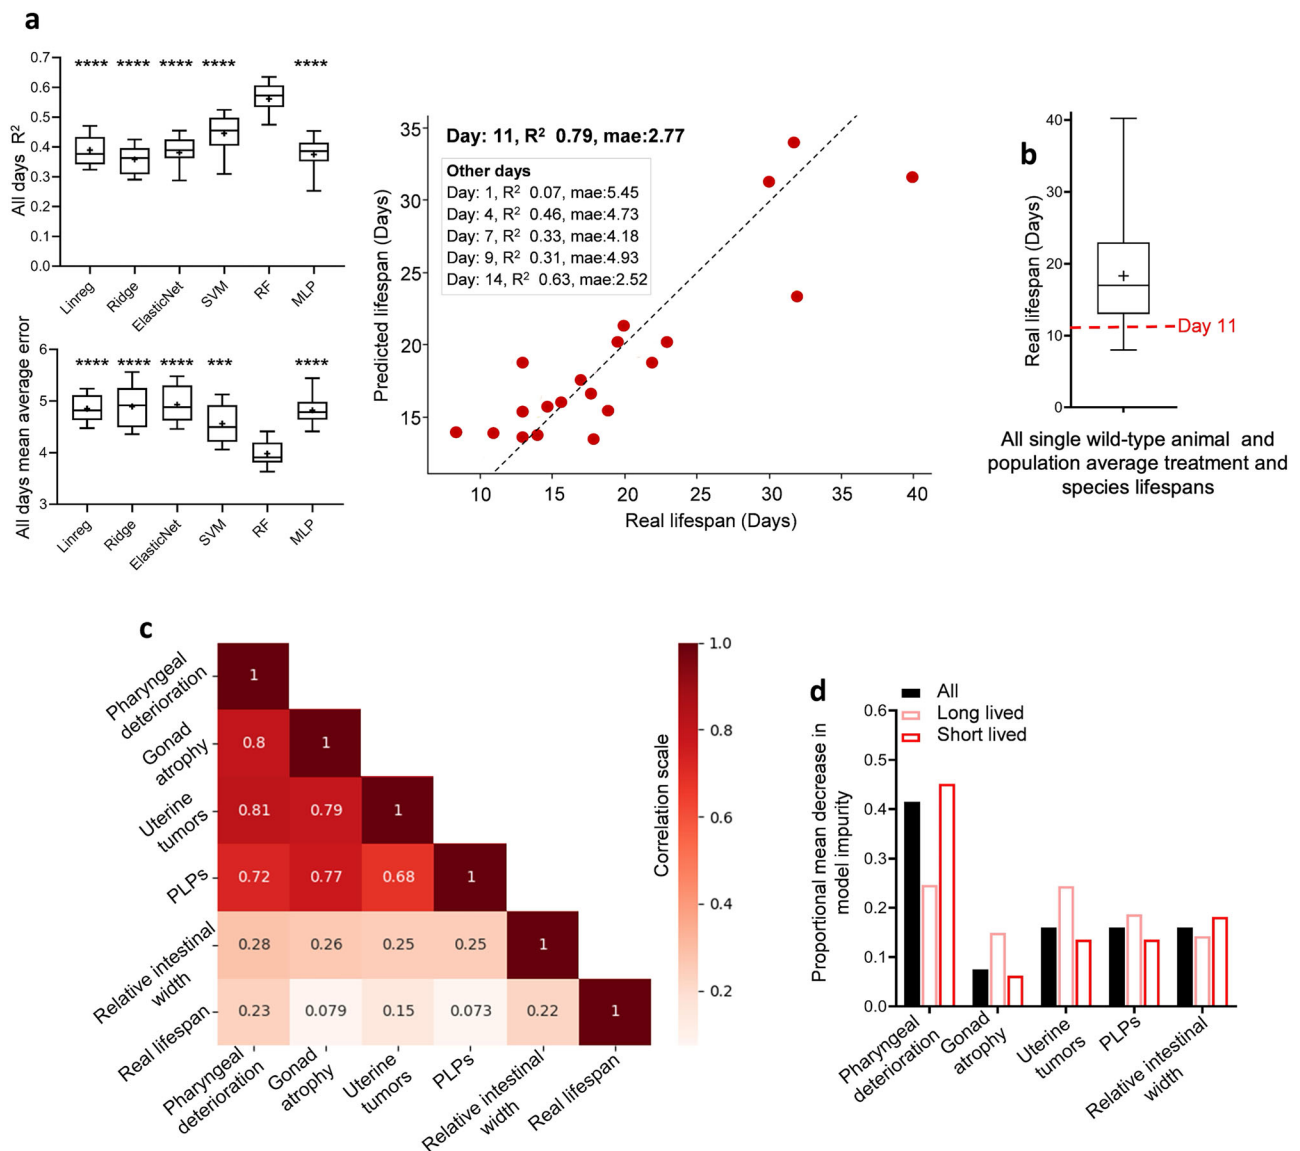 a
All days R²
0.7
0.6
0.5
0.4
0.3
0.2
0.1
0.0
**** **** **** **** ****
Linreg
Ridge
ElasticNet
SVM
RF
MLP
All days mean average error
6
5
4
3
**** **** **** *** ****
Linreg
Ridge
ElasticNet
SVM
RF
MLP
Predicted lifespan (Days)
35
30
25
20
15
Day: 11, R² 0.79, mae:2.77
Other days
Day: 1, R² 0.07, mae:5.45
Day: 4, R² 0.46, mae:4.73
Day: 7, R² 0.33, mae:4.18
Day: 9, R² 0.31, mae:4.93
Day: 14, R² 0.63, mae:2.52
10 15 20 25 30 35 40
Real lifespan (Days)
b
Real lifespan (Days)
40
30
20
10
0
Day 11
All single wild-type animal and
population average treatment and
species lifespans
c
Pharyngeal
deterioration
1
Gonad
atrophy
0.8 1
Uterine
tumors
0.81 0.79 1
PLPs
0.72 0.77 0.68 1
Relative intestinal
width
0.28 0.26 0.25 0.25 1
Real lifespan
0.23 0.079 0.15 0.073 0.22 1
Pharyngeal
deterioration
Gonad
atrophy
Uterine
tumors
PLPs
Relative intestinal
width
Real lifespan
Correlation scale
1.0
0.8
0.6
0.4
0.2
d
All
Long lived
Short lived
Proportional mean decrease in
model impurity
0.6
0.5
0.4
0.3
0.2
0.1
0.0
Pharyngeal
deterioration
Gonad
atrophy
Uterine
tumors
PLPs
Relative intestinal
width